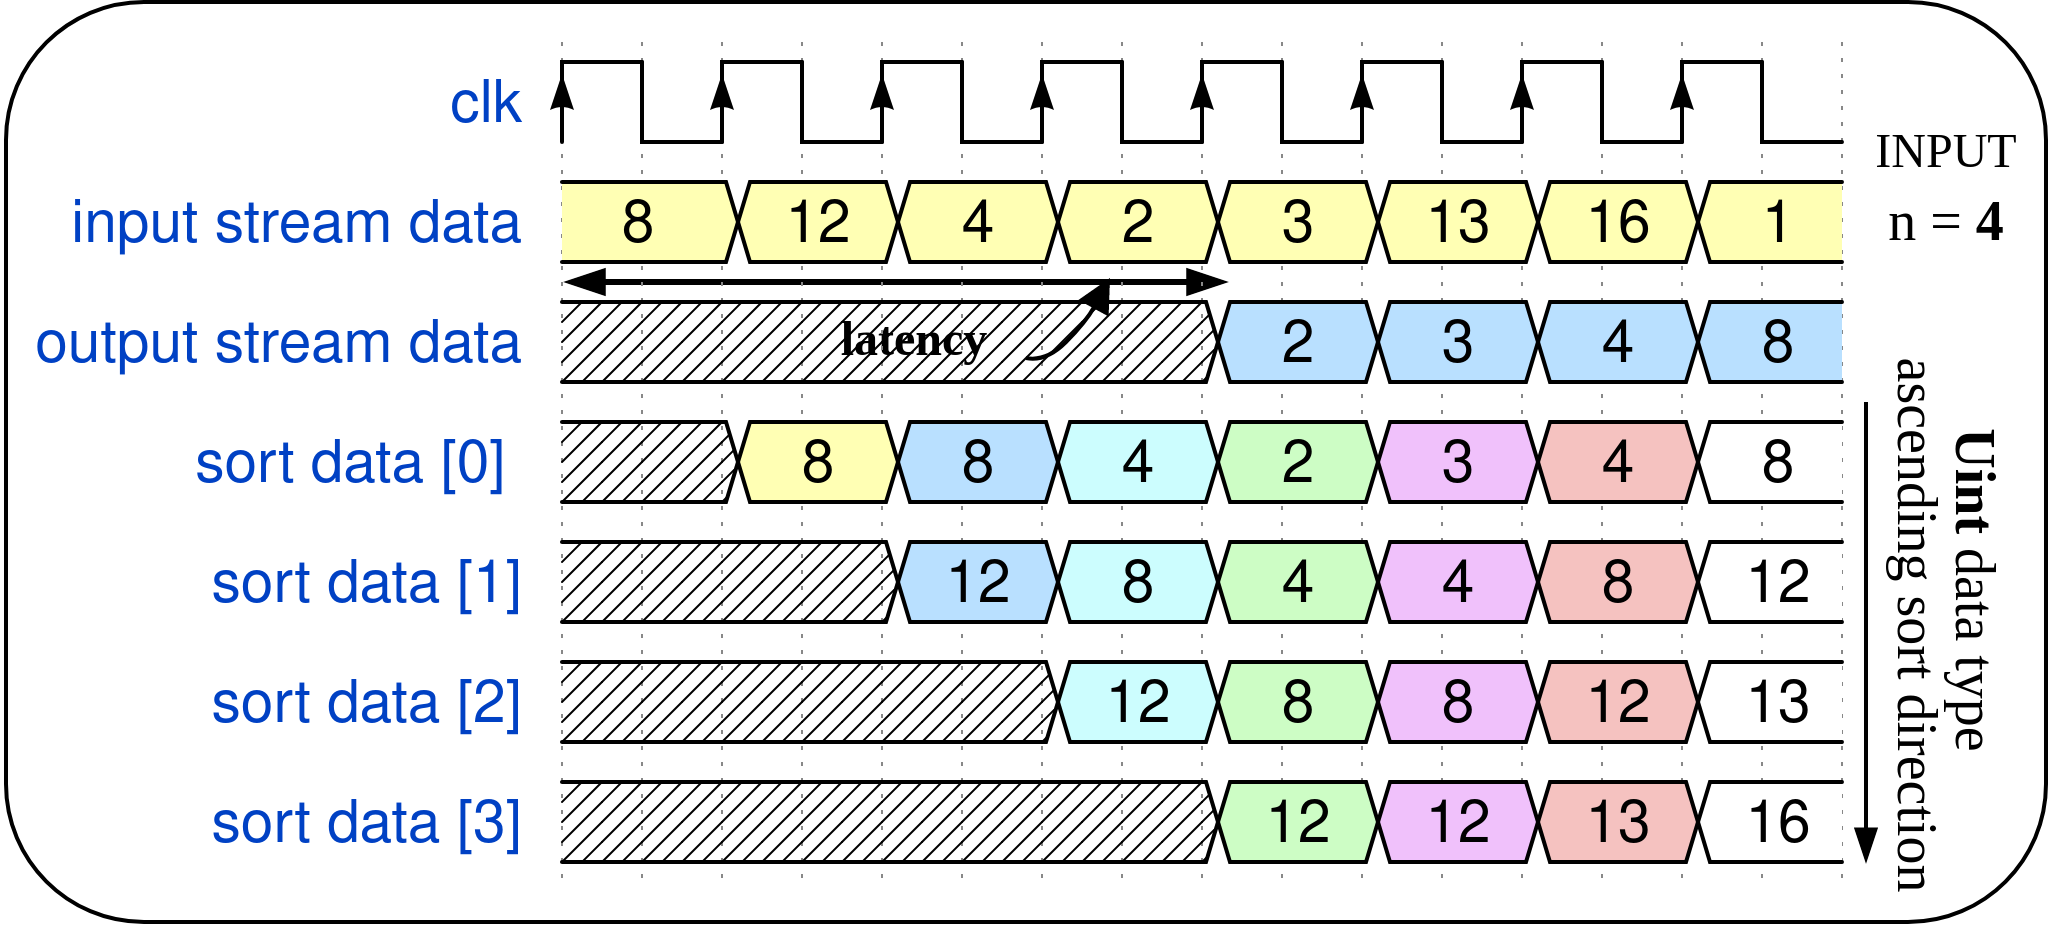 clk
INPUT
input stream data 8 12 4 2 3 13 16 1
n = 4
output stream data latency 2 3 4 8
sort data [0] 8 8 4 2 3 4 8
sort data [1] 12 8 4 4 8 12
sort data [2] 12 8 8 12 13
sort data [3] 12 12 13 16
Uint data type
ascending sort direction